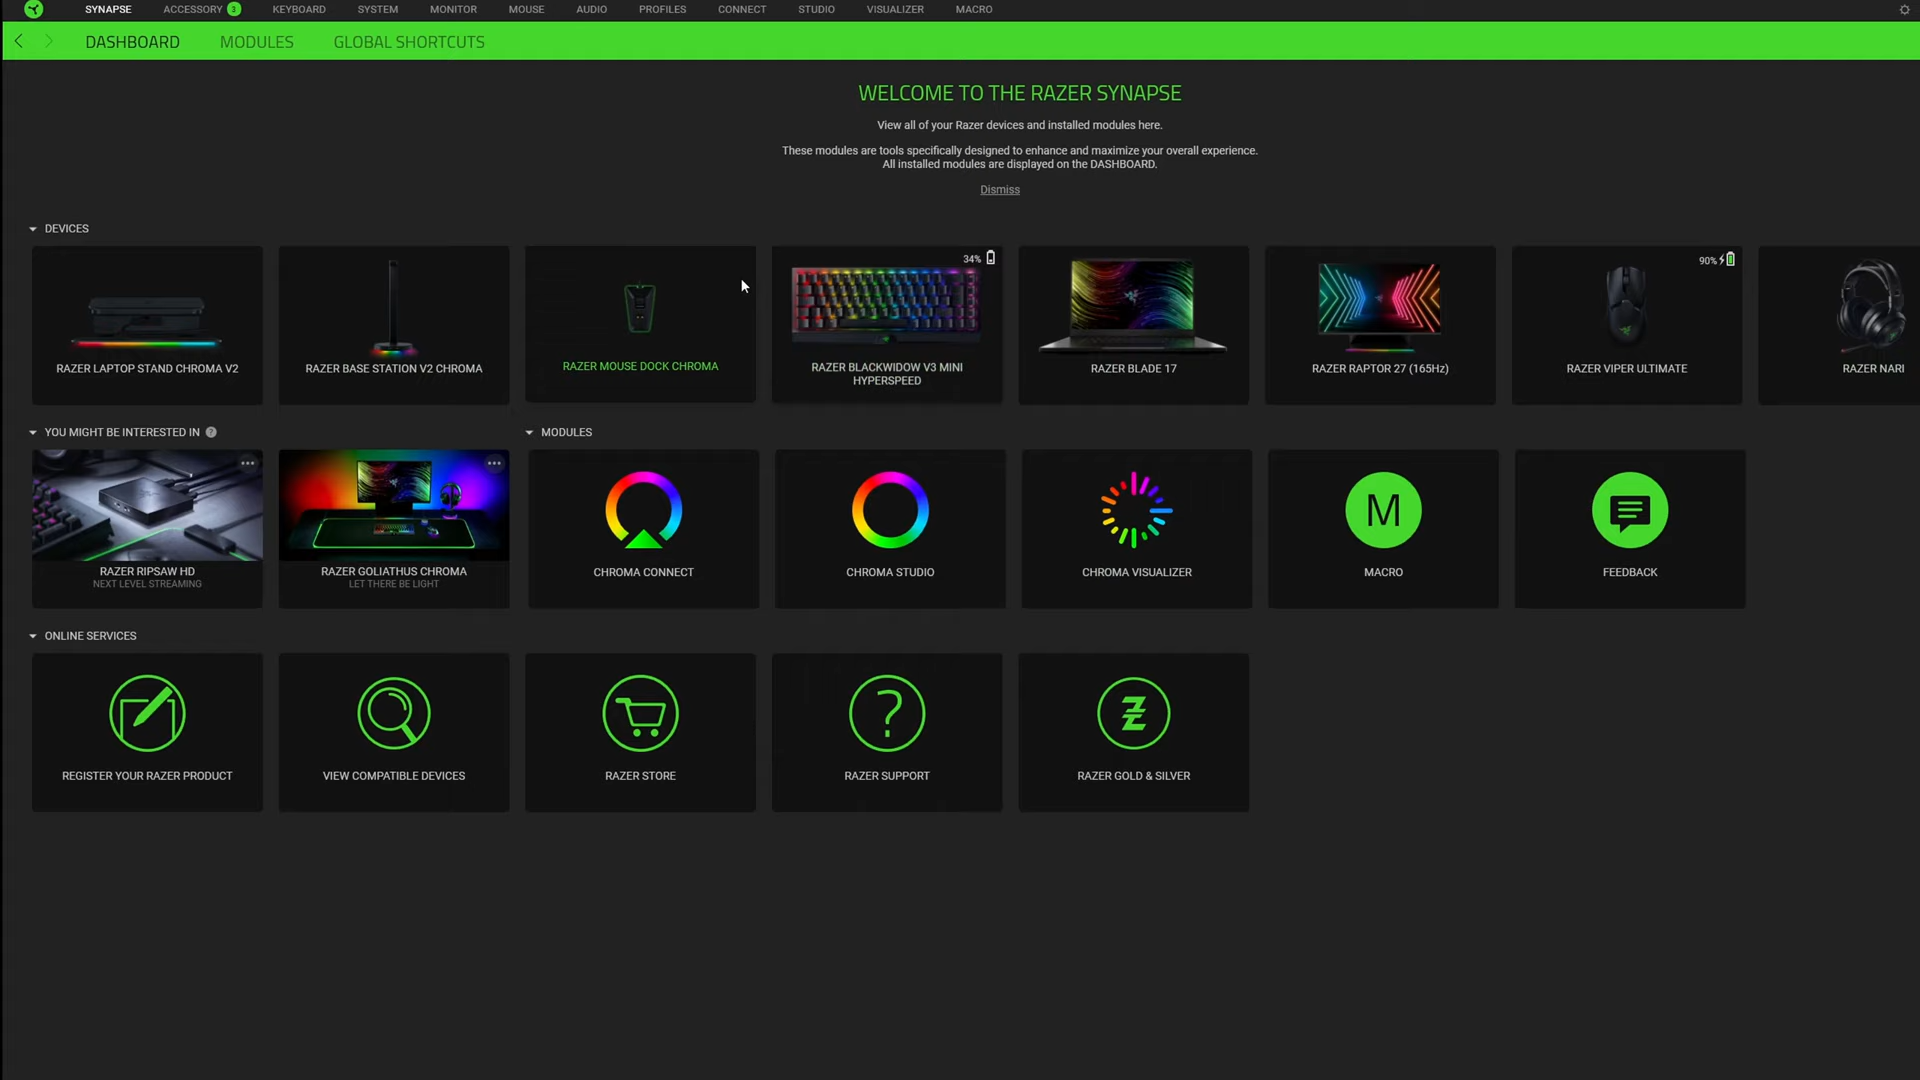 SYNAPSE ACCESSORY 3 KEYBOARD SYSTEM MONITOR MOUSE AUDIO PROFILES CONNECT STUDIO VISUALIZER MACRO
DASHBOARD MODULES GLOBAL SHORTCUTS
WELCOME TO THE RAZER SYNAPSE
View all of your Razer devices and installed modules here.
These modules are tools specifically designed to enhance and maximize your overall experience.
All installed modules are displayed on the DASHBOARD.
Dismiss
DEVICES
RAZER LAPTOP STAND CHROMA V2
RAZER BASE STATION V2 CHROMA
RAZER MOUSE DOCK CHROMA
34%
RAZER BLACKWIDOW V3 MINI
HYPERSPEED
RAZER BLADE 17
RAZER RAPTOR 27 (165Hz)
90%
RAZER VIPER ULTIMATE
RAZER NARI
YOU MIGHT BE INTERESTED IN ?
RAZER RIPSAW HD
NEXT LEVEL STREAMING
RAZER GOLIATHUS CHROMA
LET THERE BE LIGHT
MODULES
CHROMA CONNECT
CHROMA STUDIO
CHROMA VISUALIZER
M
MACRO
FEEDBACK
ONLINE SERVICES
REGISTER YOUR RAZER PRODUCT
VIEW COMPATIBLE DEVICES
RAZER STORE
?
RAZER SUPPORT
RAZER GOLD & SILVER